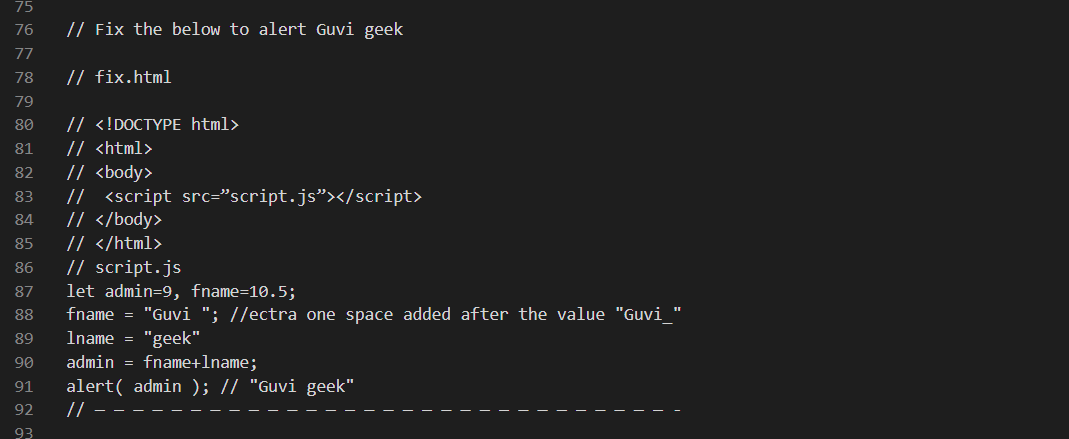 75
76 // Fix the below to alert Guvi geek
77
78 // fix.html
79
80 // <!DOCTYPE html>
81 // <html>
82 // <body>
83 //  <script src=”script.js”></script>
84 // </body>
85 // </html>
86 // script.js
87 let admin=9, fname=10.5;
88 fname = "Guvi "; //ectra one space added after the value "Guvi_"
89 lname = "geek"
90 admin = fname+lname;
91 alert( admin ); // "Guvi geek"
92 // — — — — — — — — — — — — — — — — — — — — — — — — — — — — — — -
93